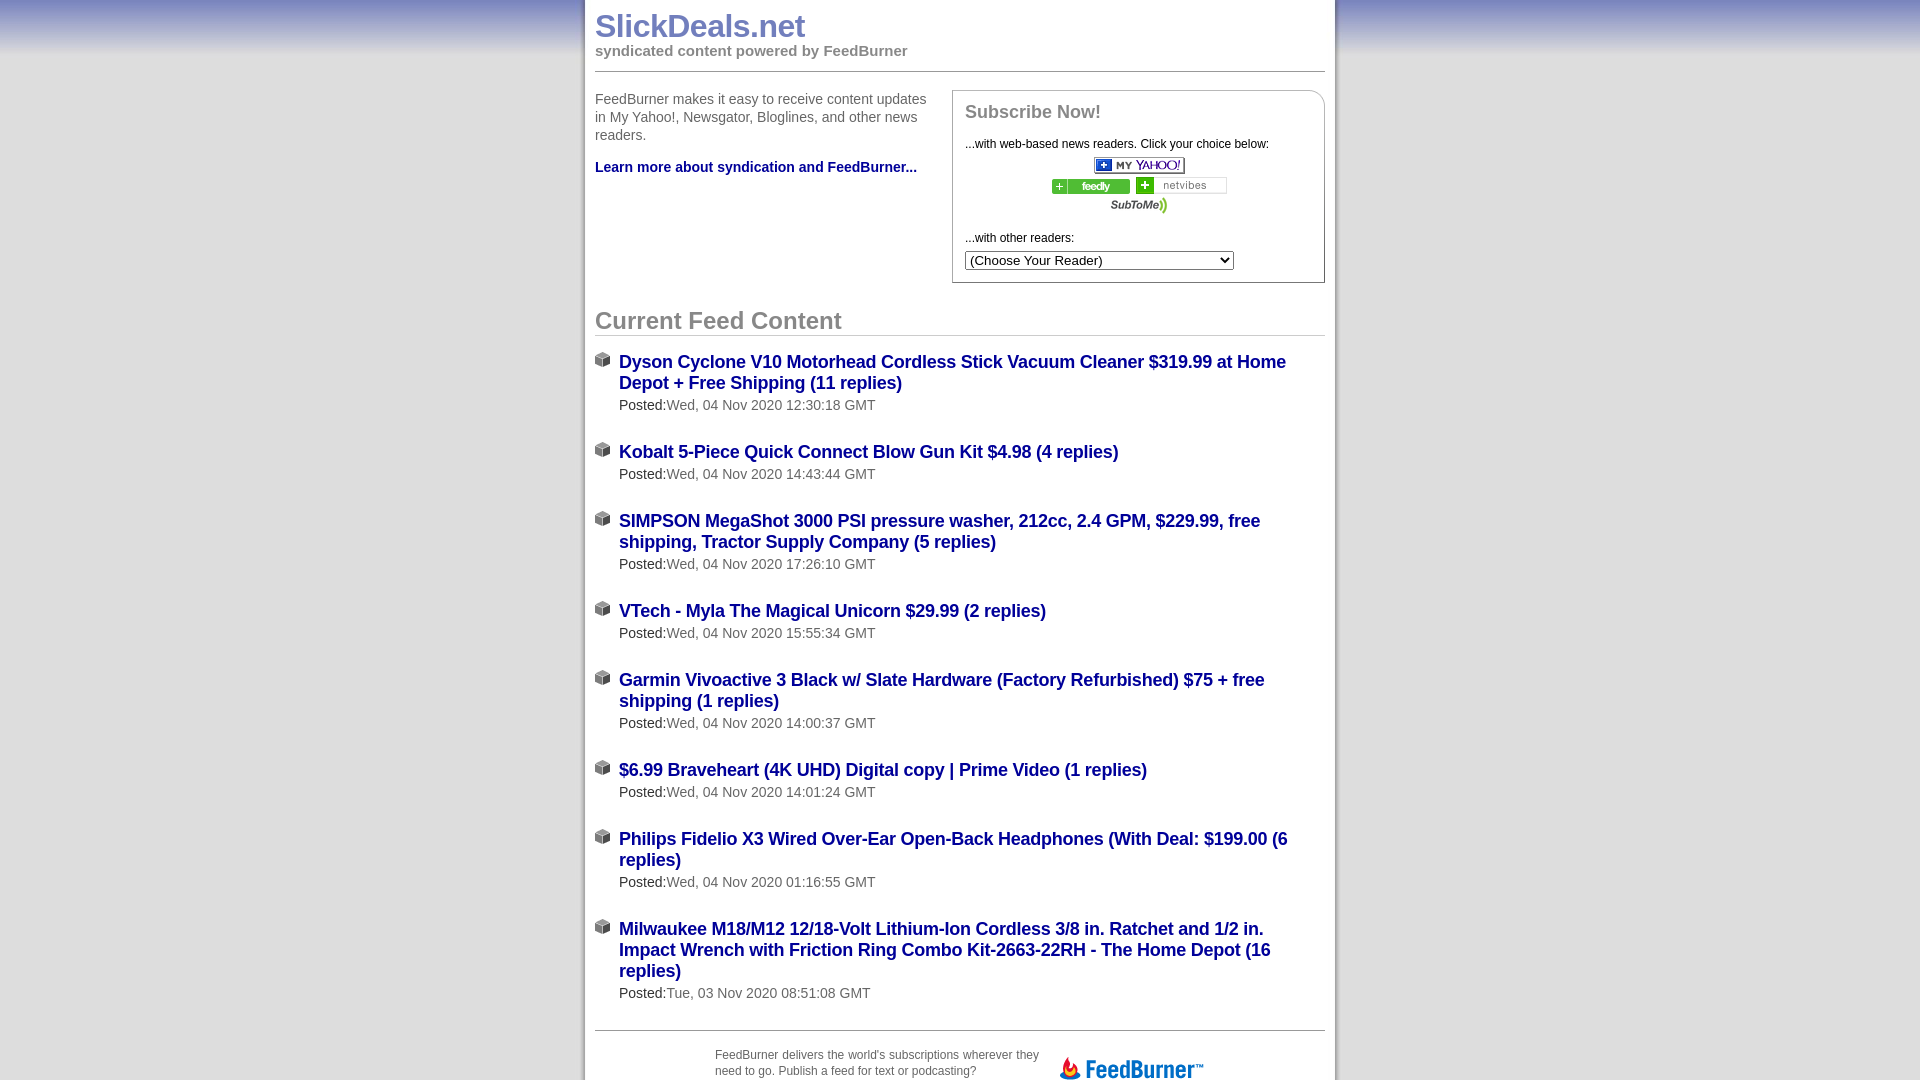 SlickDeals.net
syndicated content powered by FeedBurner
FeedBurner makes it easy to receive content updates
in My Yahoo!, Newsgator, Bloglines, and other news
readers.
Learn more about syndication and FeedBurner...
Subscribe Now!
...with web-based news readers. Click your choice below:
MY YAHOO!
feedly
netvibes
SubToMe
...with other readers:
(Choose Your Reader)
Current Feed Content
Dyson Cyclone V10 Motorhead Cordless Stick Vacuum Cleaner $319.99 at Home
Depot + Free Shipping (11 replies)
Posted:Wed, 04 Nov 2020 12:30:18 GMT
Kobalt 5-Piece Quick Connect Blow Gun Kit $4.98 (4 replies)
Posted:Wed, 04 Nov 2020 14:43:44 GMT
SIMPSON MegaShot 3000 PSI pressure washer, 212cc, 2.4 GPM, $229.99, free
shipping, Tractor Supply Company (5 replies)
Posted:Wed, 04 Nov 2020 17:26:10 GMT
VTech - Myla The Magical Unicorn $29.99 (2 replies)
Posted:Wed, 04 Nov 2020 15:55:34 GMT
Garmin Vivoactive 3 Black w/ Slate Hardware (Factory Refurbished) $75 + free
shipping (1 replies)
Posted:Wed, 04 Nov 2020 14:00:37 GMT
$6.99 Braveheart (4K UHD) Digital copy | Prime Video (1 replies)
Posted:Wed, 04 Nov 2020 14:01:24 GMT
Philips Fidelio X3 Wired Over-Ear Open-Back Headphones (With Deal: $199.00 (6
replies)
Posted:Wed, 04 Nov 2020 01:16:55 GMT
Milwaukee M18/M12 12/18-Volt Lithium-Ion Cordless 3/8 in. Ratchet and 1/2 in.
Impact Wrench with Friction Ring Combo Kit-2663-22RH - The Home Depot (16
replies)
Posted:Tue, 03 Nov 2020 08:51:08 GMT
FeedBurner delivers the world's subscriptions wherever they
need to go. Publish a feed for text or podcasting?
FeedBurner™